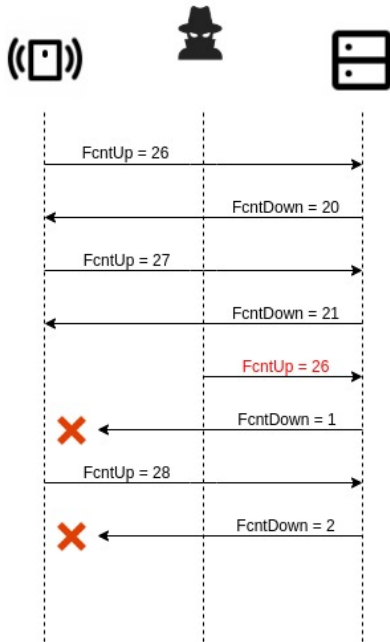 FcntUp = 26
FcntDown = 20
FcntUp = 27
FcntDown = 21
FcntUp = 26
FcntDown = 1
FcntUp = 28
FcntDown = 2